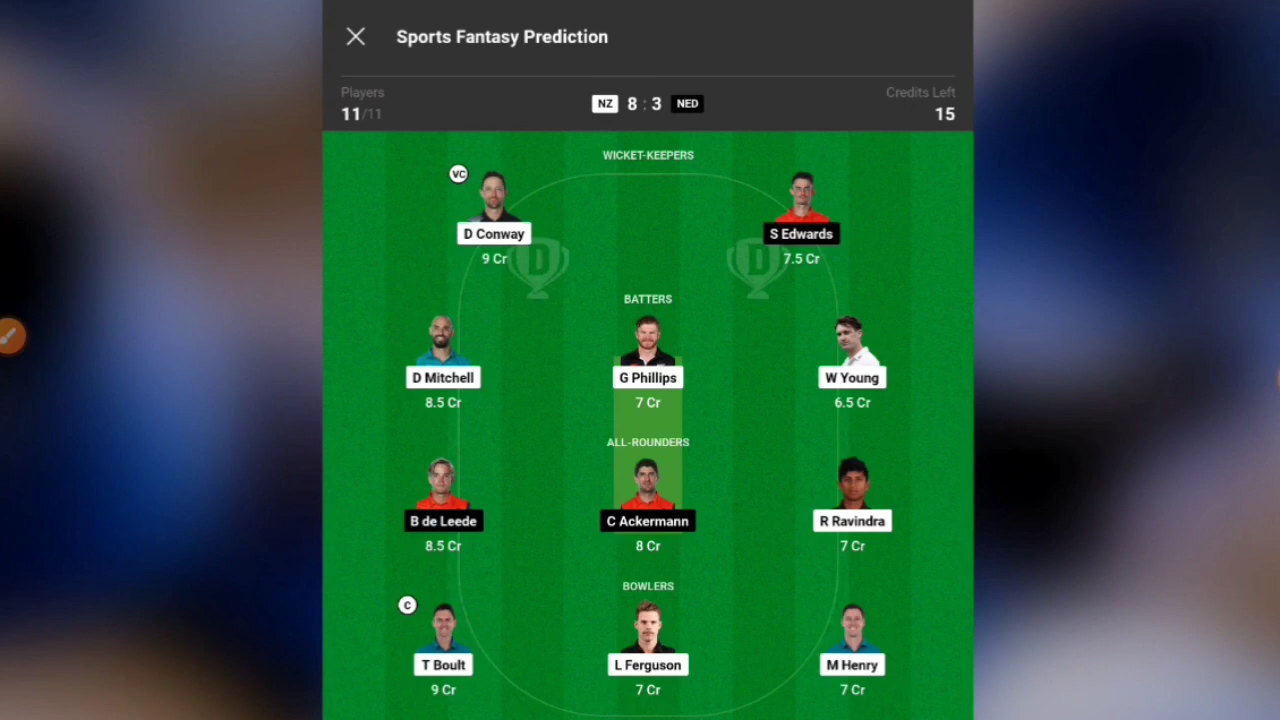 Sports Fantasy Prediction
Players
Credits Left
11/11
NZ 8 : 3 NED
15
WICKET-KEEPERS
VC
D Conway
S Edwards
9 Cr
7.5 Cr
D
D
BATTERS
D Mitchell
G Phillips
W Young
8.5 Cr
7 Cr
6.5 Cr
ALL-ROUNDERS
B de Leede
C Ackermann
R Ravindra
8.5 Cr
8 Cr
7 Cr
BOWLERS
C
T Boult
L Ferguson
M Henry
9 Cr
7 Cr
7 Cr